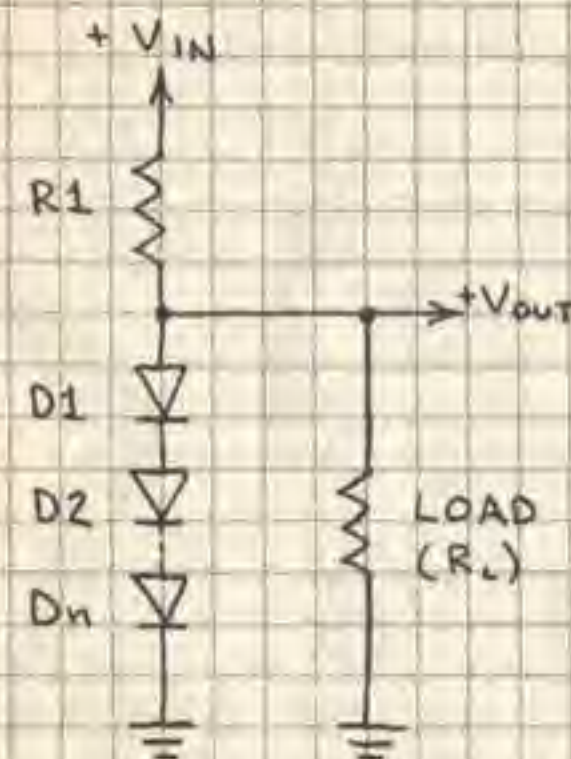 + VIN
R1
+VOUT
D1
D2
Dn
LOAD
(RL)